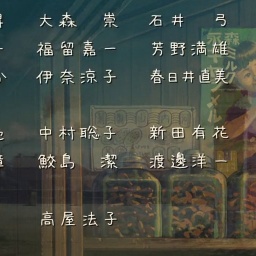 大森 崇 石井 弓
福留嘉一 芳野満雄
伊奈涼子 春日井直美
中村聡子 新田有花
鮫島 潔 渡邊洋一
高屋法子